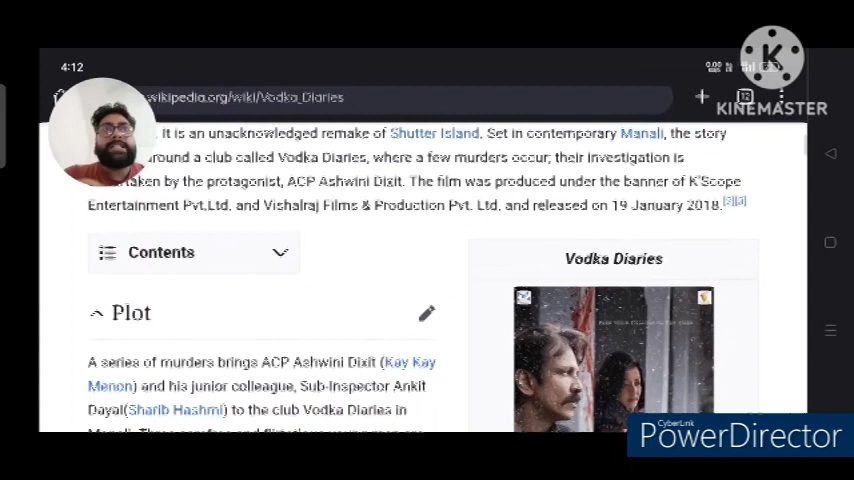 4:12
wikipedia.org/wiki/Vodka_Diaries
KINEMASTER
It is an unacknowledged remake of Shutter Island. Set in contemporary Manali, the story
around a club called Vodka Diaries, where a few murders occur; their investigation is
taken by the protagonist, ACP Ashwini Dixit. The film was produced under the banner of K'Scope
Entertainment Pvt.Ltd. and Vishalraj Films & Production Pvt. Ltd, and released on 19 January 2018.[2][3]
Contents
Vodka Diaries
Plot
A series of murders brings ACP Ashwini Dixit (Kay Kay
Menon) and his junior colleague, Sub-Inspector Ankit
Dayal(Sharib Hashmi) to the club Vodka Diaries in
CyberLink
PowerDirector